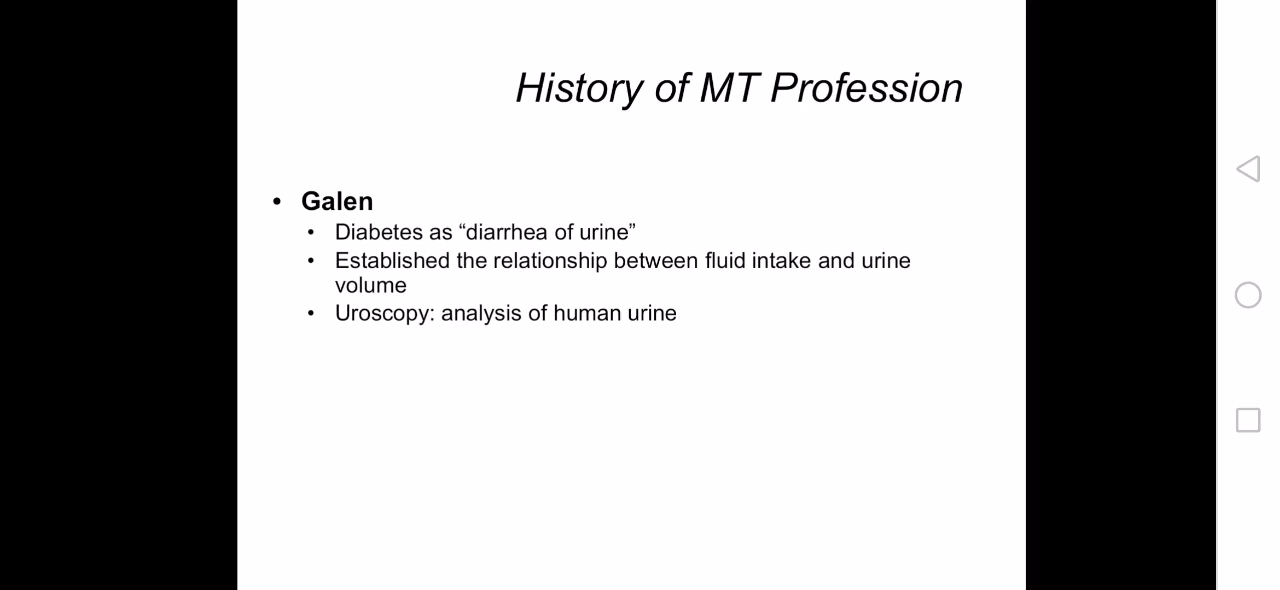 History of MT Profession
• Galen
• Diabetes as “diarrhea of urine”
• Established the relationship between fluid intake and urine
volume
• Uroscopy: analysis of human urine